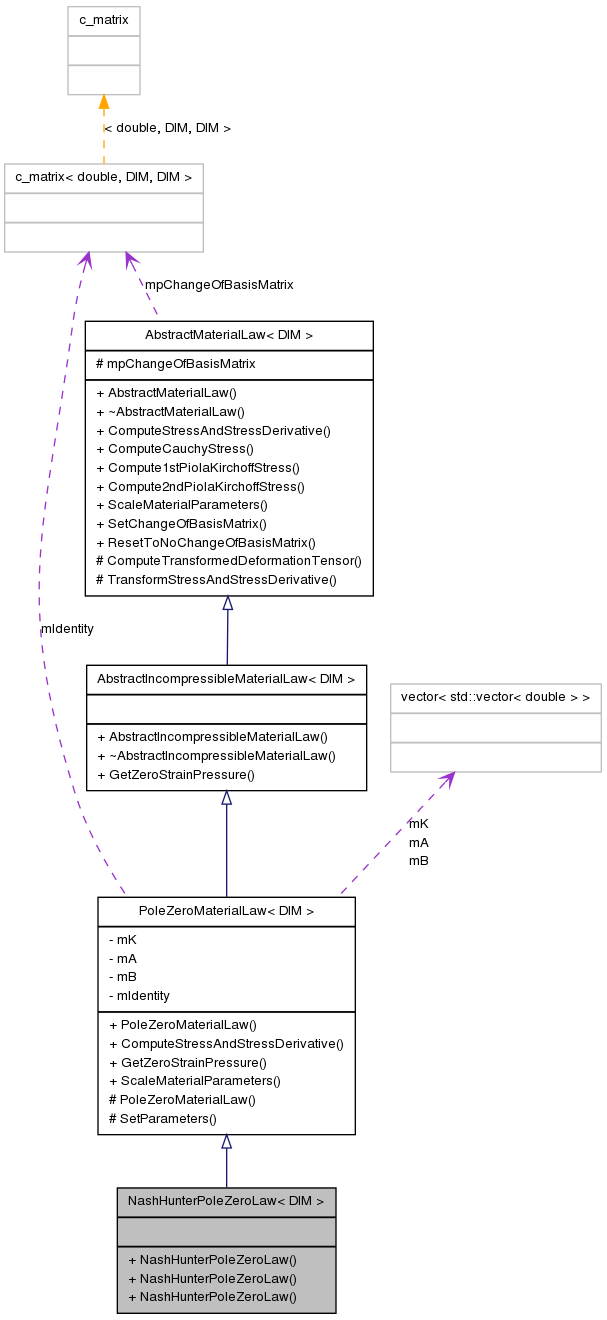 c_matrix
< double, DIM, DIM >
c_matrix< double, DIM, DIM >
mpChangeOfBasisMatrix
AbstractMaterialLaw< DIM >
# mpChangeOfBasisMatrix
+ AbstractMaterialLaw()
+ ~AbstractMaterialLaw()
+ ComputeStressAndStressDerivative()
+ ComputeCauchyStress()
+ Compute1stPiolaKirchoffStress()
+ Compute2ndPiolaKirchoffStress()
+ ScaleMaterialParameters()
+ SetChangeOfBasisMatrix()
+ ResetToNoChangeOfBasisMatrix()
# ComputeTransformedDeformationTensor()
# TransformStressAndStressDerivative()
mIdentity
AbstractIncompressibleMaterialLaw< DIM >
+ AbstractIncompressibleMaterialLaw()
+ ~AbstractIncompressibleMaterialLaw()
+ GetZeroStrainPressure()
vector< std::vector< double > >
mK
mA
mB
PoleZeroMaterialLaw< DIM >
- mK
- mA
- mB
- mIdentity
+ PoleZeroMaterialLaw()
+ ComputeStressAndStressDerivative()
+ GetZeroStrainPressure()
+ ScaleMaterialParameters()
# PoleZeroMaterialLaw()
# SetParameters()
NashHunterPoleZeroLaw< DIM >
+ NashHunterPoleZeroLaw()
+ NashHunterPoleZeroLaw()
+ NashHunterPoleZeroLaw()